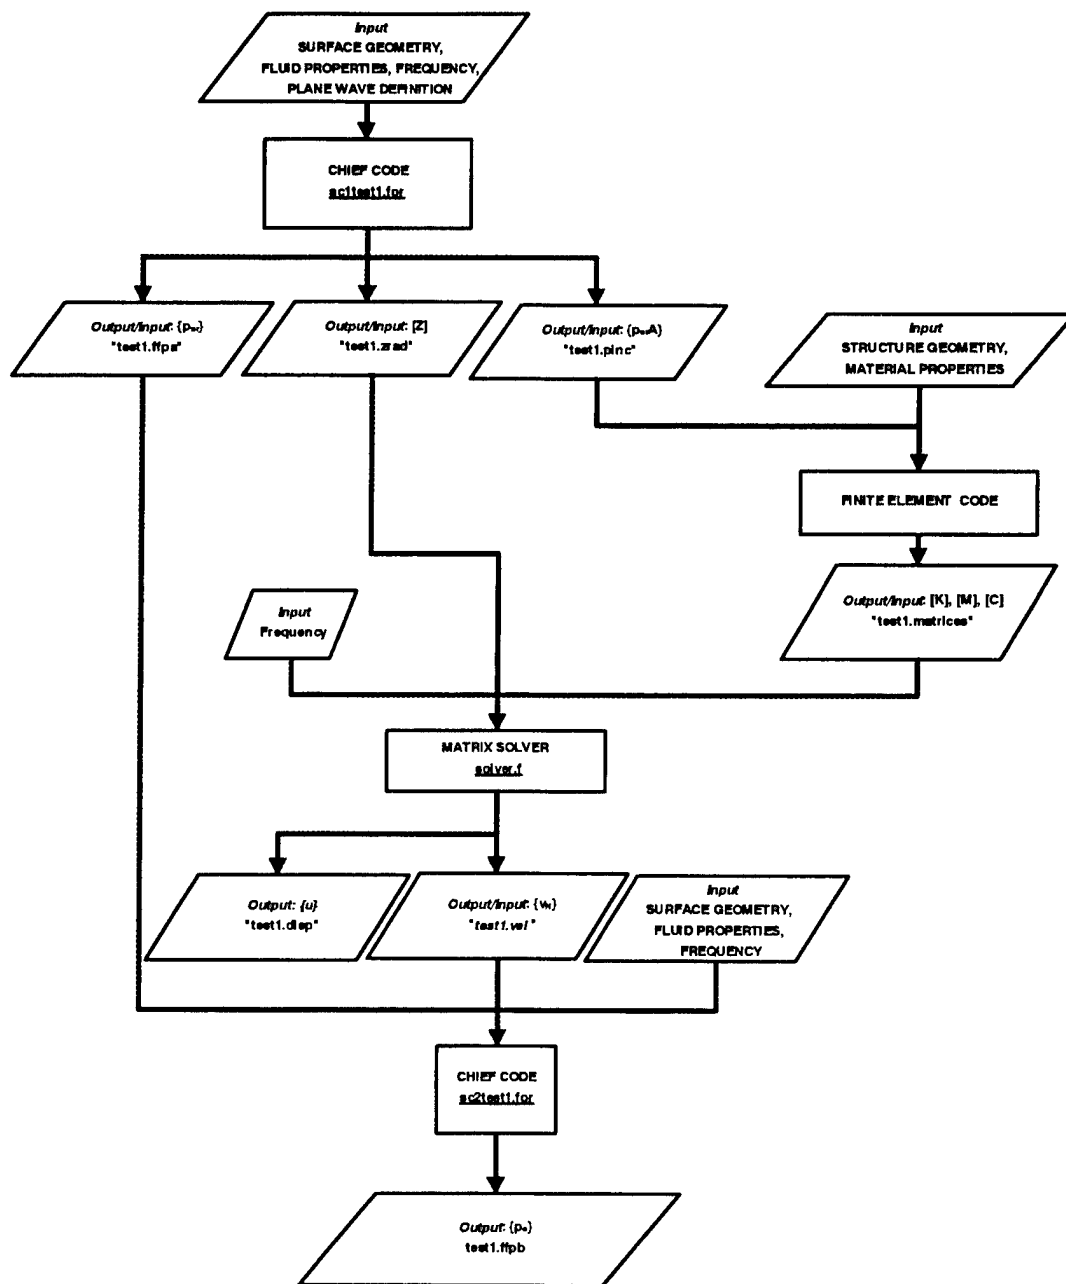 Input
SURFACE GEOMETRY,
FLUID PROPERTIES, FREQUENCY,
PLANE WAVE DEFINITION
CHIEF CODE
sc1test1.for
Output/Input: {p
"test1.ffpa"
Output/Input: [Z]
"test1.zrad"
Output/Input: {p A}
"test1.pinc"
Input
STRUCTURE GEOMETRY,
MATERIAL PROPERTIES
FINITE ELEMENT CODE
Output/Input: [K], [M], [C]
"test1.matrices"
Input
Frequency
MATRIX SOLVER
solver.f
Output: {u}
"test1.disp"
Output/Input: {v
"test1.vel"
Input
SURFACE GEOMETRY,
FLUID PROPERTIES,
FREQUENCY
CHIEF CODE
sc2test1.for
Output: {p
test1.ffpb